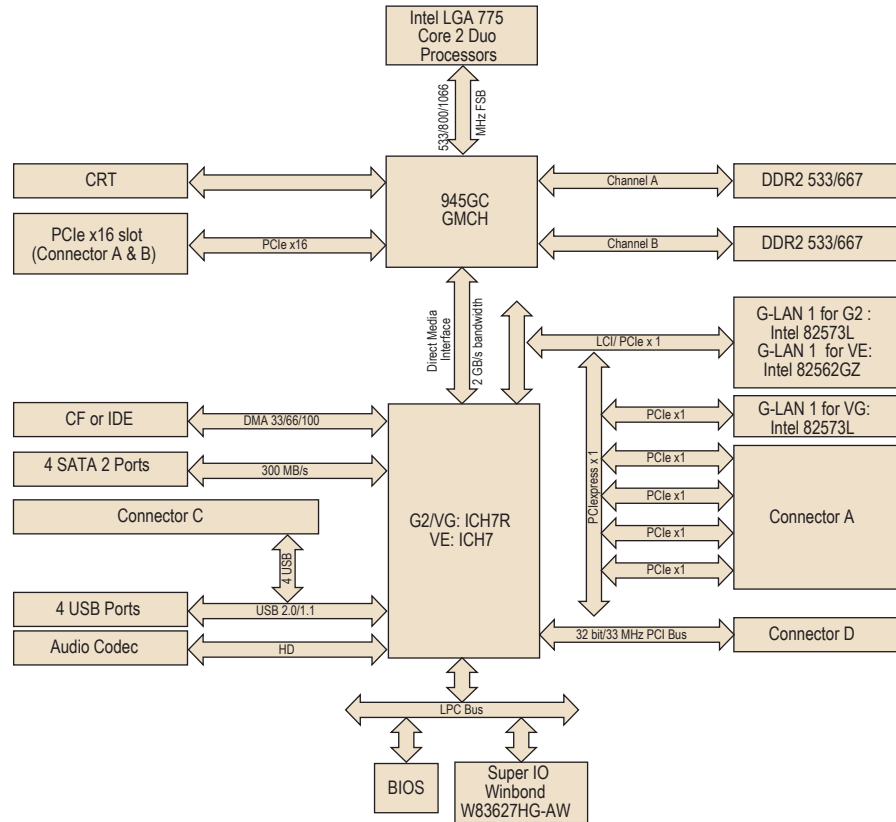 Intel LGA 775
Core 2 Duo
Processors
533/800/1066
MHz FSB
CRT
945GC
GMCH
Channel A
DDR2 533/667
PCIe x16 slot
(Connector A & B)
PCIe x16
Channel B
DDR2 533/667
Direct Media
Interface
2 GB/s bandwidth
LCI/ PCIe x 1
G-LAN 1 for G2 :
Intel 82573L
G-LAN 1 for VE:
Intel 82562GZ
CF or IDE
DMA 33/66/100
PCIe x1
G-LAN 1 for VG:
Intel 82573L
4 SATA 2 Ports
300 MB/s
PCIexpress x 1
PCIe x1
PCIe x1
PCIe x1
PCIe x1
Connector A
Connector C
G2/VG: ICH7R
VE: ICH7
4 USB
4 USB Ports
USB 2.0/1.1
Audio Codec
HD
32 bit/33 MHz PCI Bus
Connector D
LPC Bus
BIOS
Super IO
Winbond
W83627HG-AW